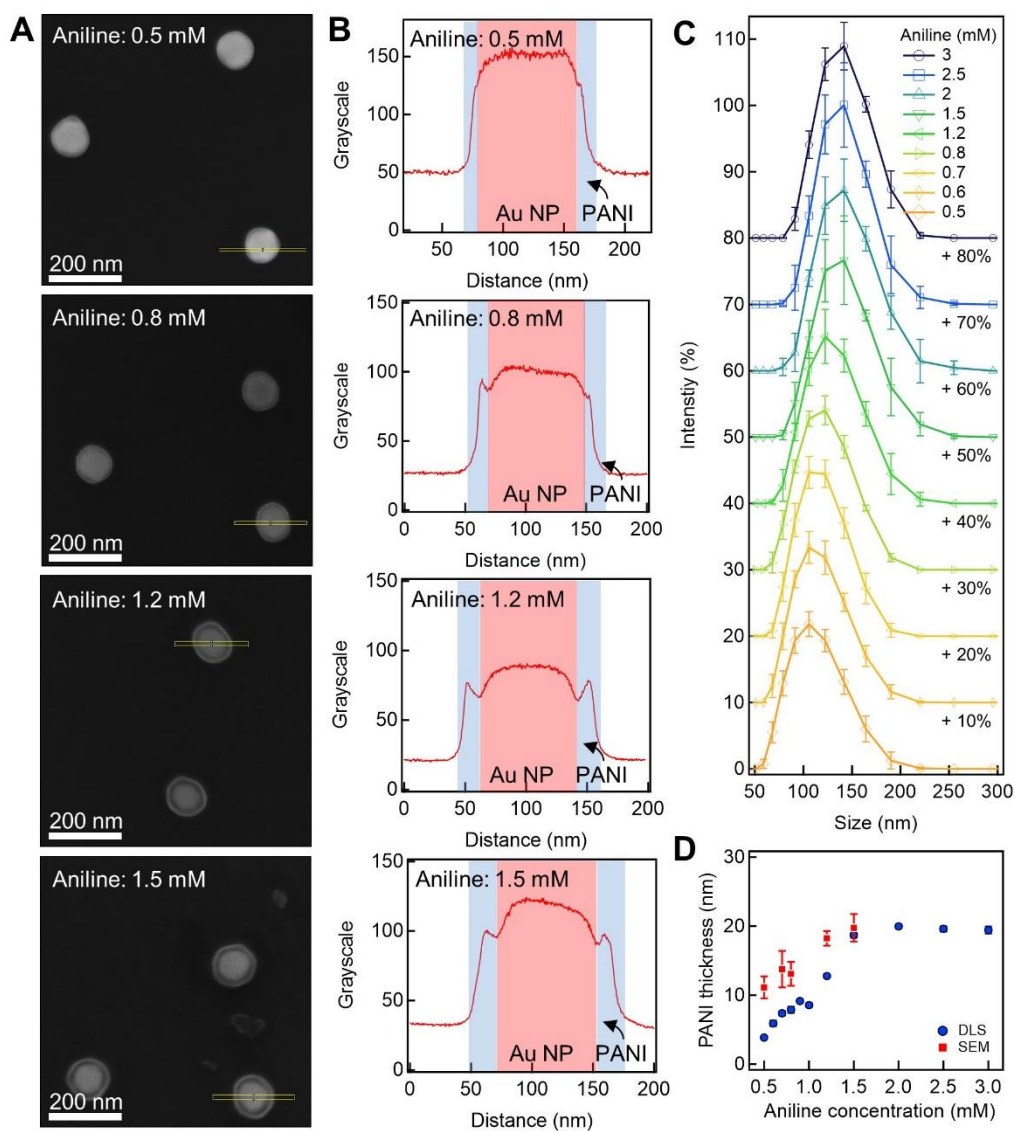 A
Aniline: 0.5 mM
200 nm
Aniline: 0.8 mM
200 nm
Aniline: 1.2 mM
200 nm
Aniline: 1.5 mM
200 nm
B
Aniline: 0.5 mM
150
100
50
0
Grayscale
Au NP
PANI
50 100 150 200
Distance (nm)
Aniline: 0.8 mM
150
100
50
0
Grayscale
Au NP
PANI
0 50 100 150 200
Distance (nm)
Aniline: 1.2 mM
150
100
50
0
Grayscale
Au NP
PANI
0 50 100 150 200
Distance (nm)
Aniline: 1.5 mM
150
100
50
0
Grayscale
Au NP
PANI
0 50 100 150 200
Distance (nm)
C
Aniline (mM)
3
2.5
2
1.5
1.2
0.8
0.7
0.6
0.5
110
100
90
80
70
60
50
40
30
20
10
0
Intenstiy (%)
+ 80%
+ 70%
+ 60%
+ 50%
+ 40%
+ 30%
+ 20%
+ 10%
50 100 150 200 250 300
Size (nm)
D
30
20
10
0
PANI thickness (nm)
DLS
SEM
0.5 1.0 1.5 2.0 2.5 3.0
Aniline concentration (mM)